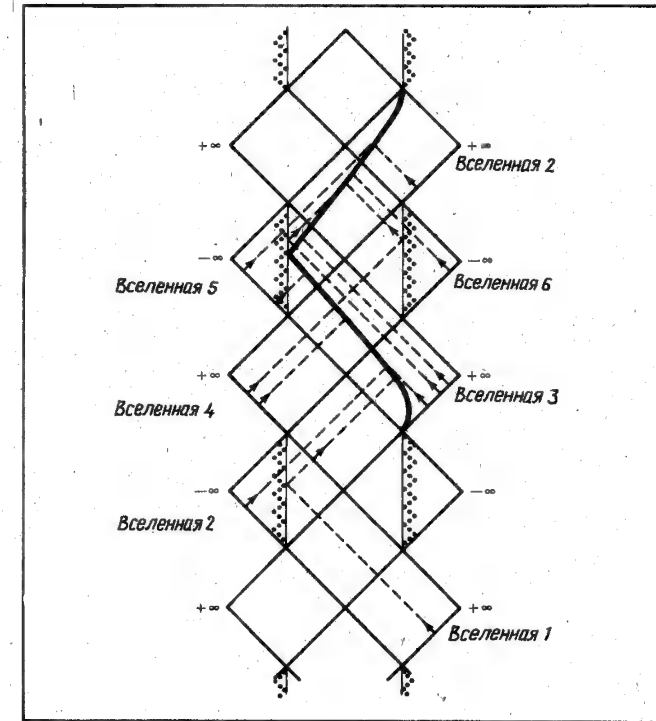 +∞
+∞
Вселенная 2
−∞
−∞
Вселенная 5
Вселенная 6
+∞
+∞
Вселенная 4
Вселенная 3
−∞
−∞
Вселенная 2
+∞
+∞
Вселенная 1